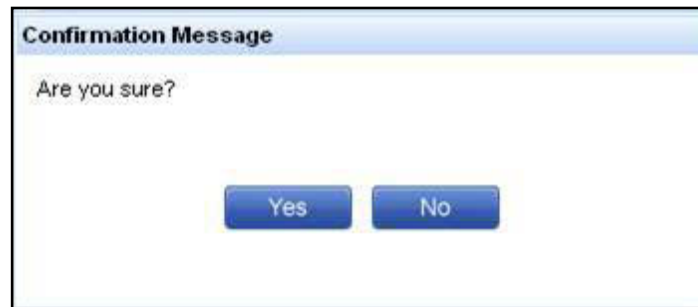 Confirmation Message
Are you sure?
Yes No